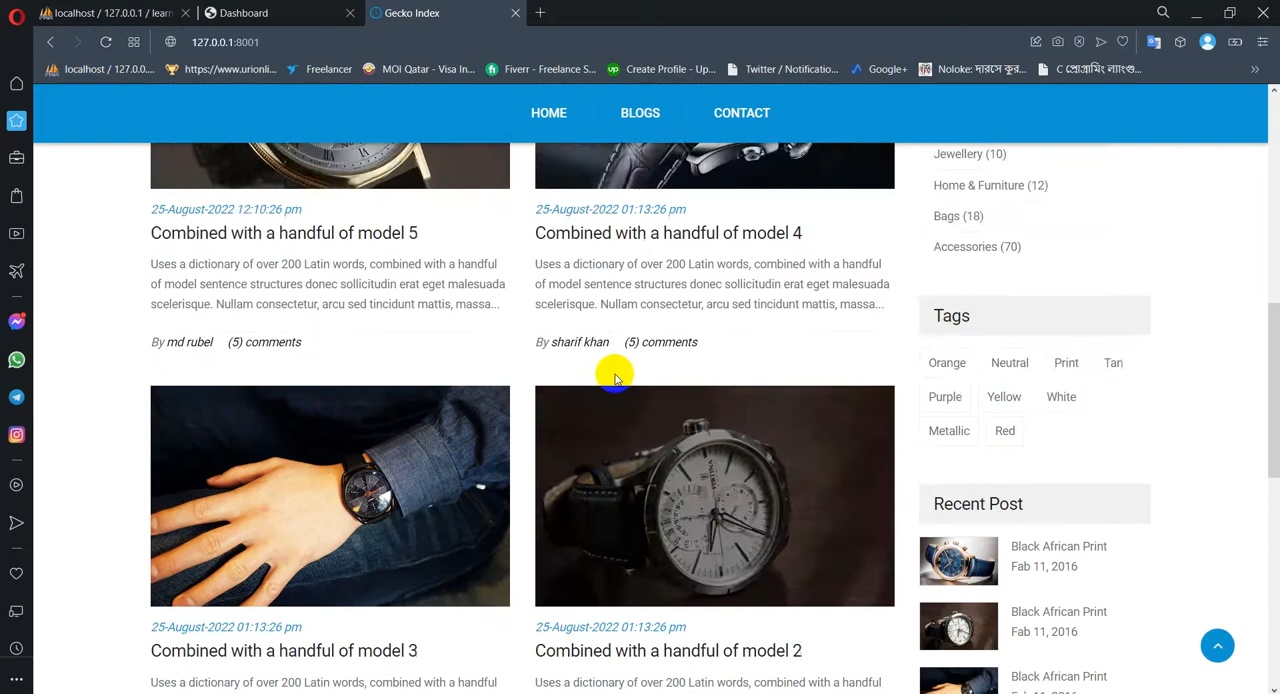 localhost / 127.0.0.1 / learn
Dashboard
Gecko Index
127.0.0.1:8001
localhost / 127.0.0....
https://www.urionli...
Freelancer
MOI Qatar - Visa In...
Fiverr - Freelance S...
Create Profile - Up...
Twitter / Notificatio...
Google+
Noloke: দারসে কুর...
C প্রোগ্রামিং ল্যাংগু...
HOME
BLOGS
CONTACT
25-August-2022 12:10:26 pm
Combined with a handful of model 5
Uses a dictionary of over 200 Latin words, combined with a handful
of model sentence structures donec sollicitudin erat eget malesuada
scelerisque. Nullam consectetur, arcu sed tincidunt mattis, massa...
By md rubel (5) comments
25-August-2022 01:13:26 pm
Combined with a handful of model 4
Uses a dictionary of over 200 Latin words, combined with a handful
of model sentence structures donec sollicitudin erat eget malesuada
scelerisque. Nullam consectetur, arcu sed tincidunt mattis, massa...
By sharif khan (5) comments
25-August-2022 01:13:26 pm
Combined with a handful of model 3
Uses a dictionary of over 200 Latin words, combined with a handful
25-August-2022 01:13:26 pm
Combined with a handful of model 2
Uses a dictionary of over 200 Latin words, combined with a handful
Jewellery (10)
Home & Furniture (12)
Bags (18)
Accessories (70)
Tags
Orange Neutral Print Tan
Purple Yellow White
Metallic Red
Recent Post
Black African Print
Fab 11, 2016
Black African Print
Fab 11, 2016
Black African Print